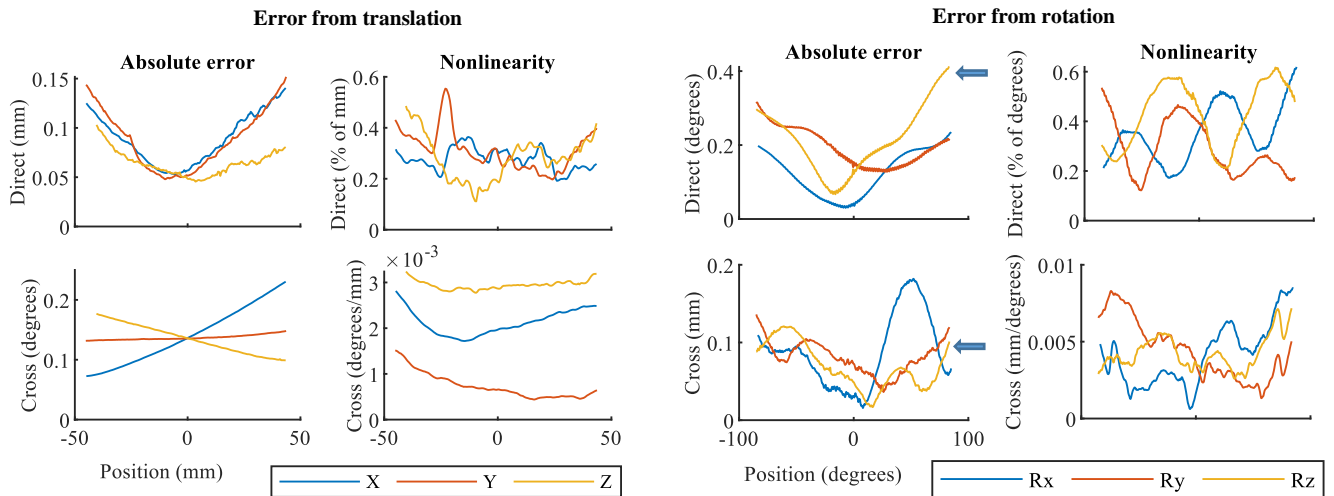 Error from translation
Absolute error
Nonlinearity
Direct (mm)
0.15
0.1
0.05
0
Direct (% of mm)
0.6
0.4
0.2
0
Cross (degrees)
0.2
0.1
0
-50
0
50
Cross (degrees/mm)
×10⁻³
3
2
1
0
-50
0
50
Position (mm)
X
Y
Z
Error from rotation
Absolute error
Nonlinearity
Direct (degrees)
0.4
0.2
0
Direct (% of degrees)
0.6
0.4
0.2
0
Cross (mm)
0.2
0.1
0
-100
0
100
Cross (mm/degrees)
0.01
0.005
0
Position (degrees)
Rx
Ry
Rz